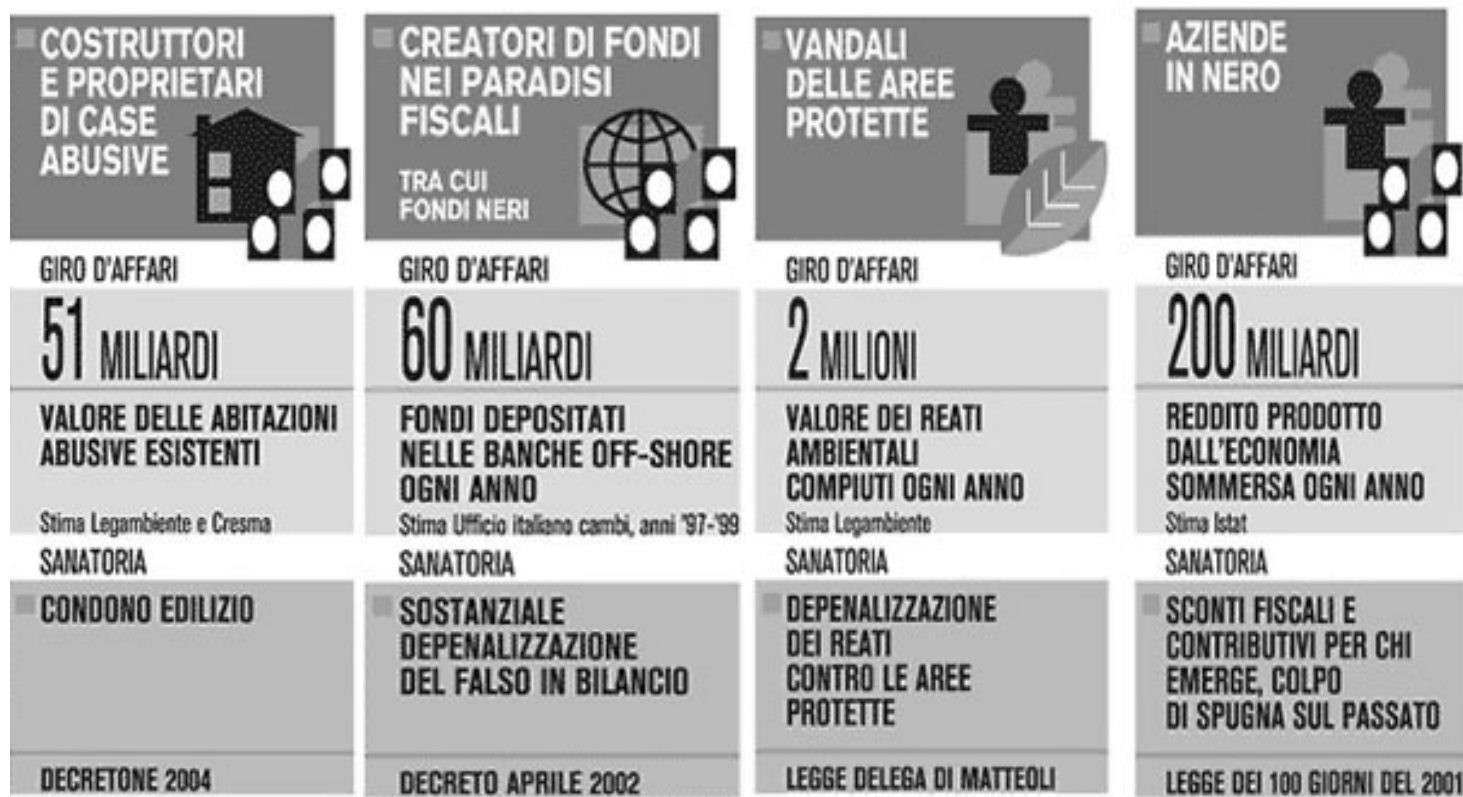 COSTRUTTORI
E PROPRIETARI
DI CASE
ABUSIVE
GIRO D'AFFARI
51 MILIARDI
VALORE DELLE ABITAZIONI
ABUSIVE ESISTENTI
Stima Legambiente e Cresma
SANATORIA
CONDONO EDILIZIO
DECRETONE 2004
CREATORI DI FONDI
NEI PARADISI
FISCALI
TRA CUI
FONDI NERI
GIRO D'AFFARI
60 MILIARDI
FONDI DEPOSITATI
NELLE BANCHE OFF-SHORE
OGNI ANNO
Stima Ufficio italiano cambi, anni '97-'99
SANATORIA
SOSTANZIALE
DEPENALIZZAZIONE
DEL FALSO IN BILANCIO
DECRETO APRILE 2002
VANDALI
DELLE AREE
PROTETTE
GIRO D'AFFARI
2 MILIONI
VALORE DEI REATI
AMBIENTALI
COMPIUTI OGNI ANNO
Stima Legambiente
SANATORIA
DEPENALIZZAZIONE
DEI REATI
CONTRO LE AREE
PROTETTE
LEGGE DELEGA DI MATTEOLI
AZIENDE
IN NERO
GIRO D'AFFARI
200 MILIARDI
REDDITO PRODOTTO
DALL'ECONOMIA
SOMMERSA OGNI ANNO
Stima Istat
SANATORIA
SCONTI FISCALI E
CONTRIBUTIVI PER CHI
EMERGE, COLPO
DI SPUGNA SUL PASSATO
LEGGE DEI 100 GIORNI DEL 2001